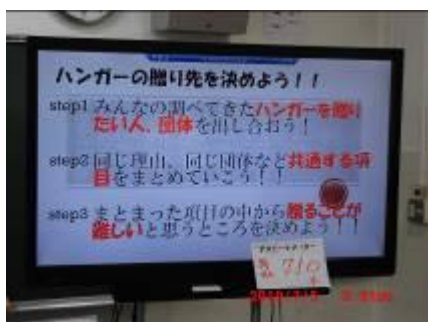 ハンガーの贈り先を決めよう！！
step1 みんなの調べてきたハンガーを贈り
たい人、団体を出し合おう！
step2 同じ理由、同じ団体など共通する項
目をまとめていこう！！
step3 まとまった項目の中から贈ることが
難しいと思うところを決めよう！！
710